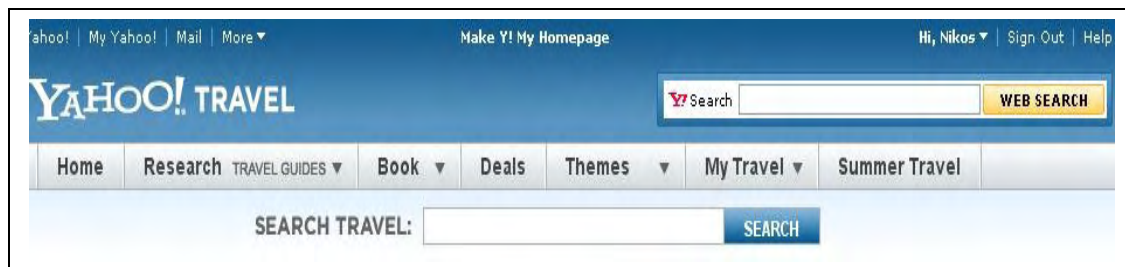 ahoo! | My Yahoo! | Mail | More ▼ Make Y! My Homepage Hi, Nikos ▼ | Sign Out | Help
YAHOO! TRAVEL Y! Search WEB SEARCH
Home Research TRAVEL GUIDES ▼ Book ▼ Deals Themes ▼ My Travel ▼ Summer Travel
SEARCH TRAVEL: SEARCH